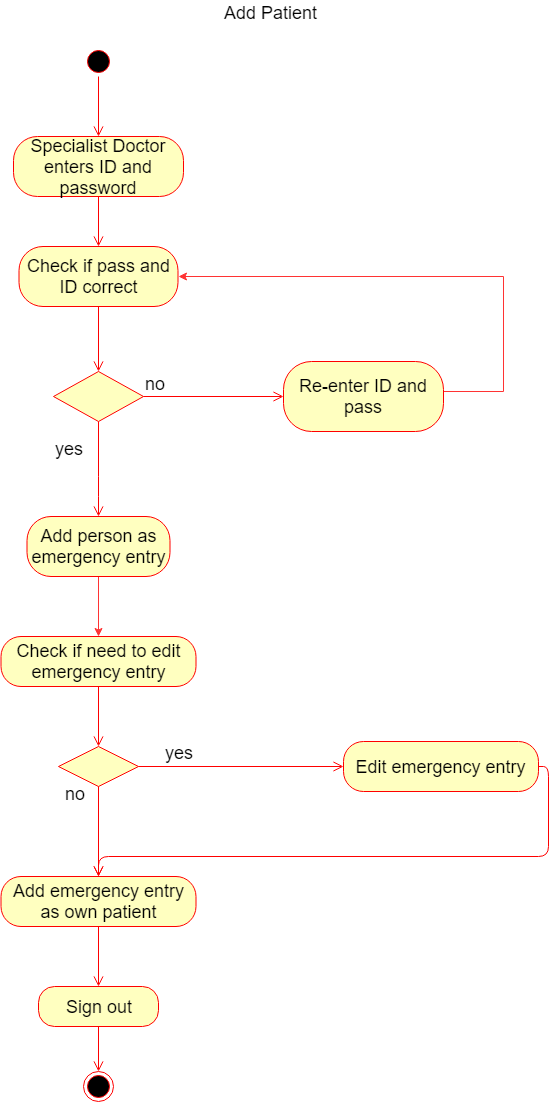 Add Patient
Specialist Doctor
enters ID and
password
Check if pass and
ID correct
no
Re-enter ID and
pass
yes
Add person as
emergency entry
Check if need to edit
emergency entry
yes
Edit emergency entry
no
Add emergency entry
as own patient
Sign out